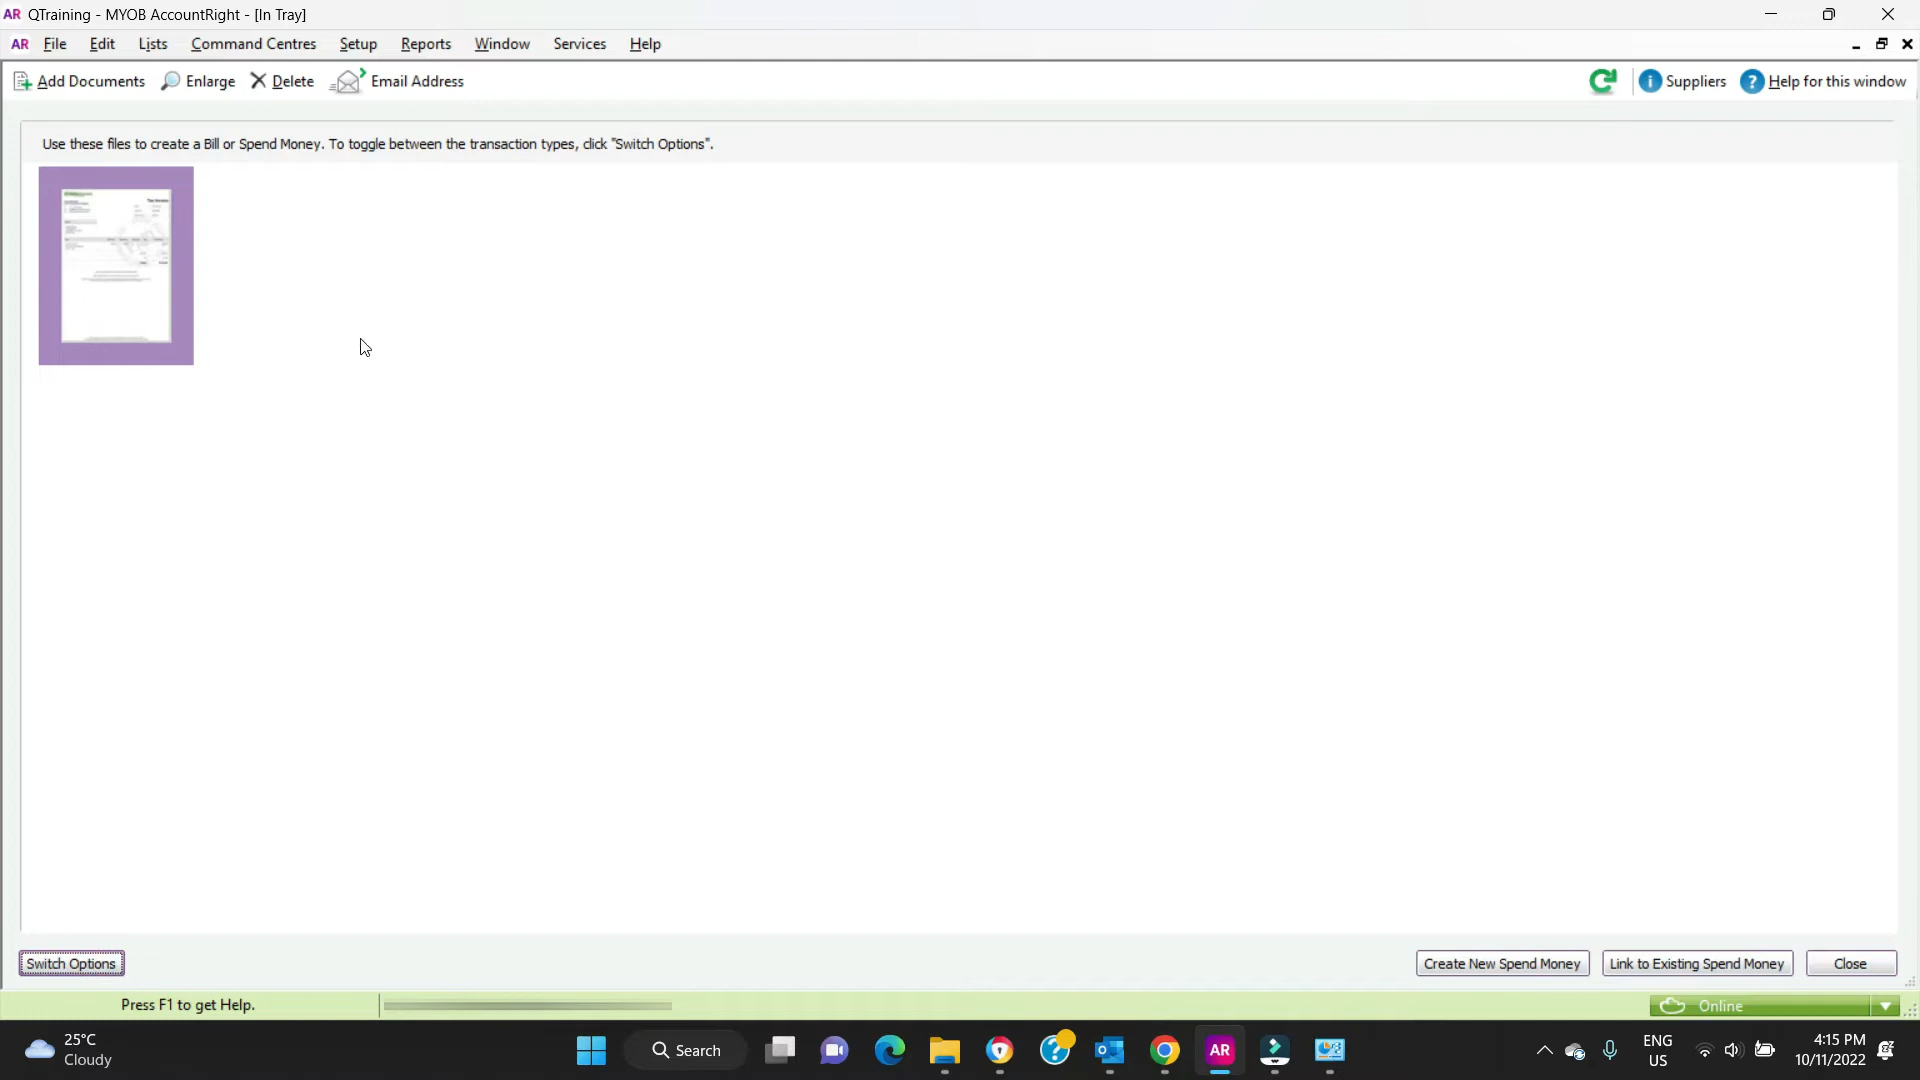 AR QTraining - MYOB AccountRight - [In Tray]
AR File Edit Lists Command Centres Setup Reports Window Services Help
Add Documents Enlarge Delete Email Address i Suppliers ? Help for this window
Use these files to create a Bill or Spend Money. To toggle between the transaction types, click "Switch Options".
Tax Invoice
Switch Options Create New Spend Money Link to Existing Spend Money Close
Press F1 to get Help. Online
25°C
Cloudy
Search
AR
ENG
US
4:15 PM
10/11/2022